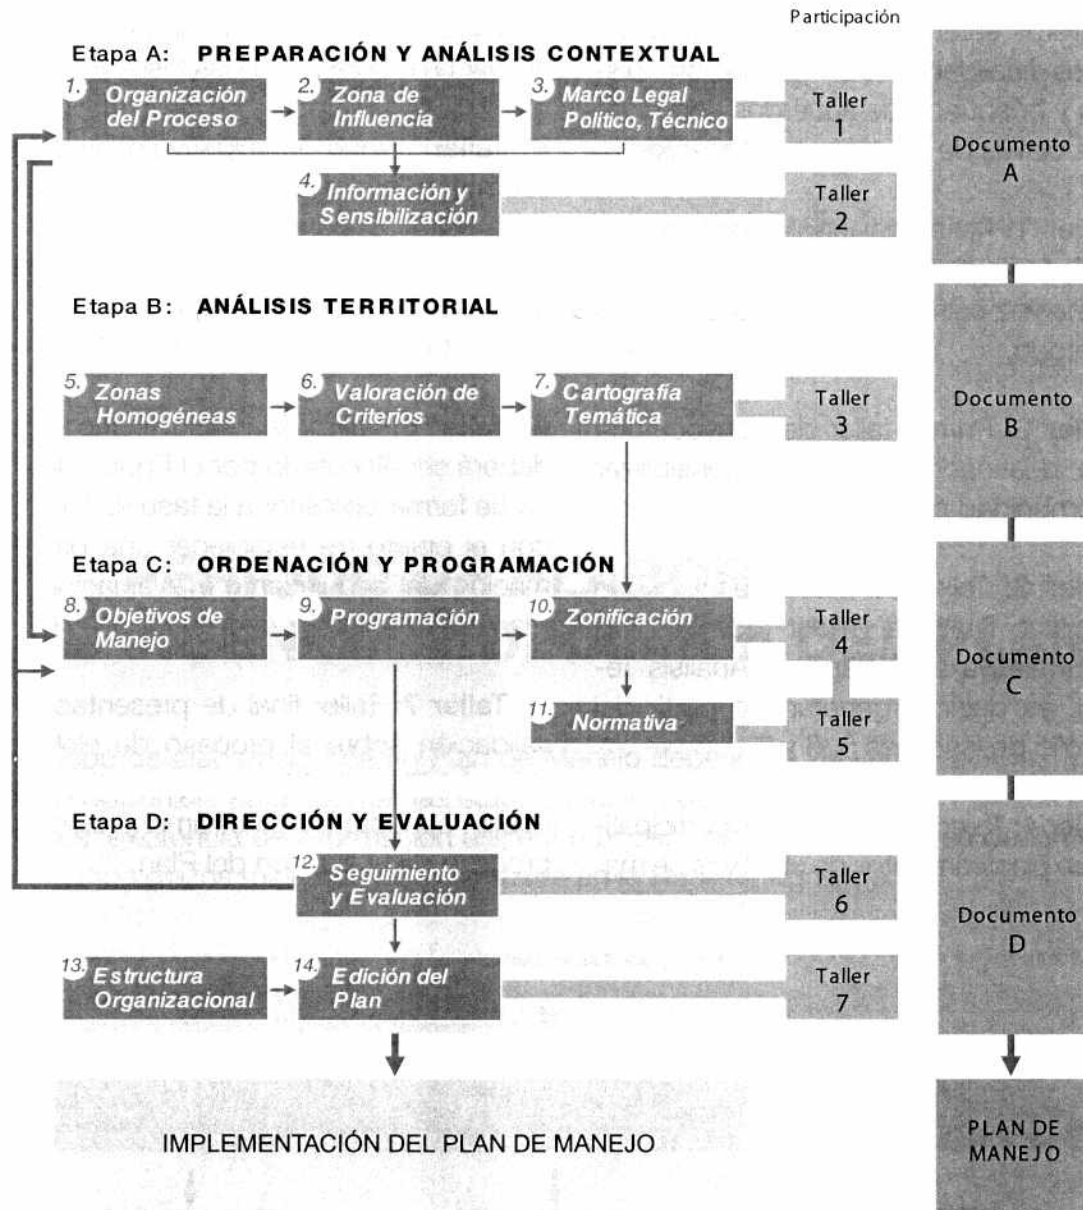 Participación
Etapa A: PREPARACIÓN Y ANÁLISIS CONTEXTUAL
1. Organización
del Proceso
2. Zona de
Influencia
3. Marco Legal
Político, Técnico
Taller
1
Documento
A
4. Información y
Sensibilización
Taller
2
Etapa B: ANÁLISIS TERRITORIAL
5. Zonas
Homogéneas
6. Valoración de
Criterios
7. Cartografía
Temática
Taller
3
Documento
B
Etapa C: ORDENACIÓN Y PROGRAMACIÓN
8. Objetivos de
Manejo
9. Programación
10. Zonificación
Taller
4
Documento
C
11. Normativa
Taller
5
Etapa D: DIRECCIÓN Y EVALUACIÓN
12. Seguimiento
y Evaluación
Taller
6
Documento
D
13. Estructura
Organizacional
14. Edición del
Plan
Taller
7
IMPLEMENTACIÓN DEL PLAN DE MANEJO
PLAN DE
MANEJO